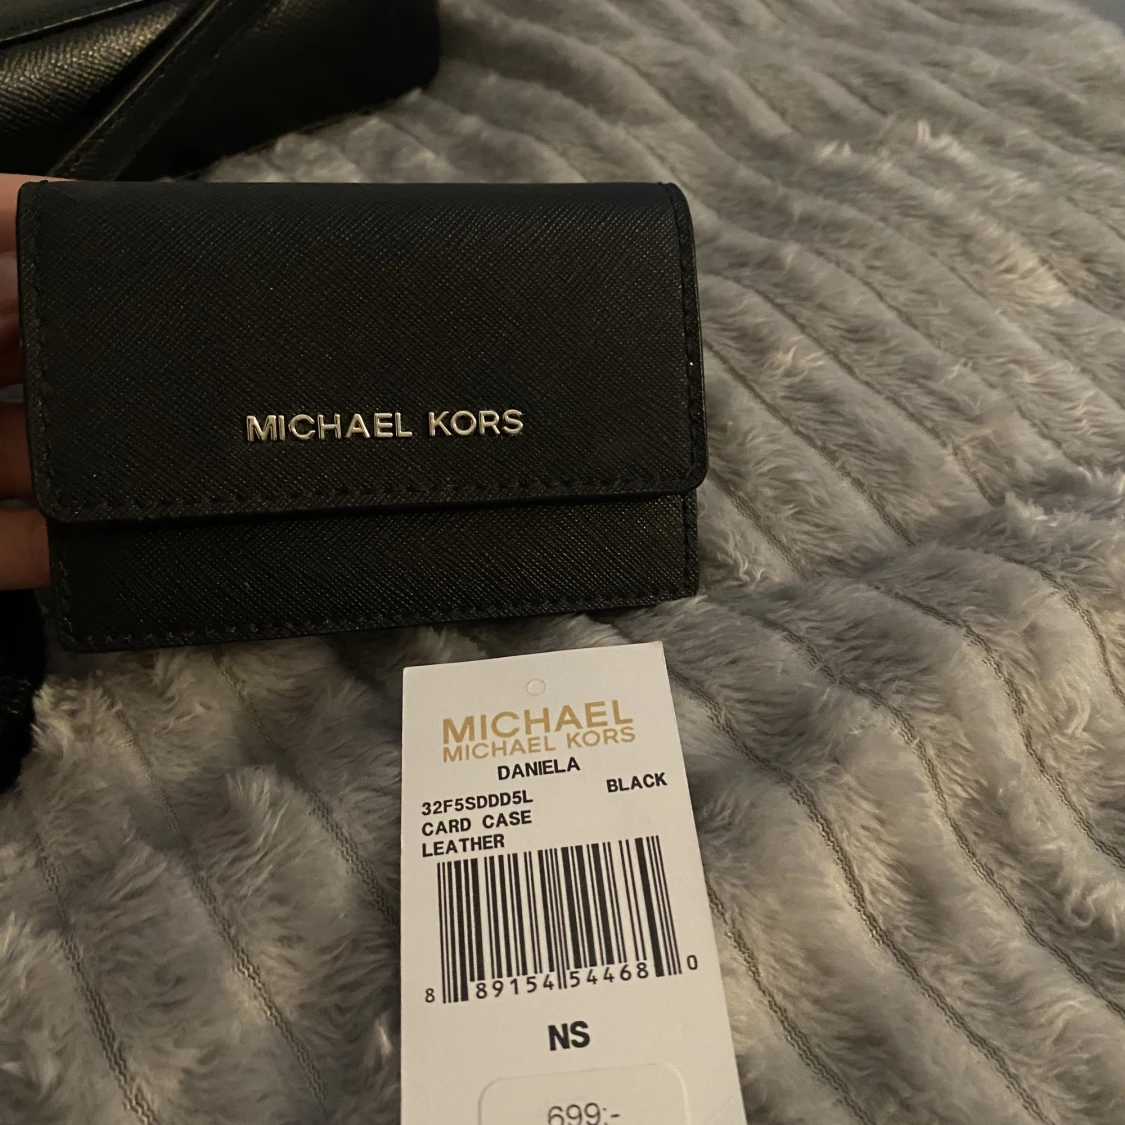 MICHAEL KORS
MICHAEL
MICHAEL KORS
DANIELA
32F5SDDD5L BLACK
CARD CASE
LEATHER
8 89154 54468 0
NS
699:-